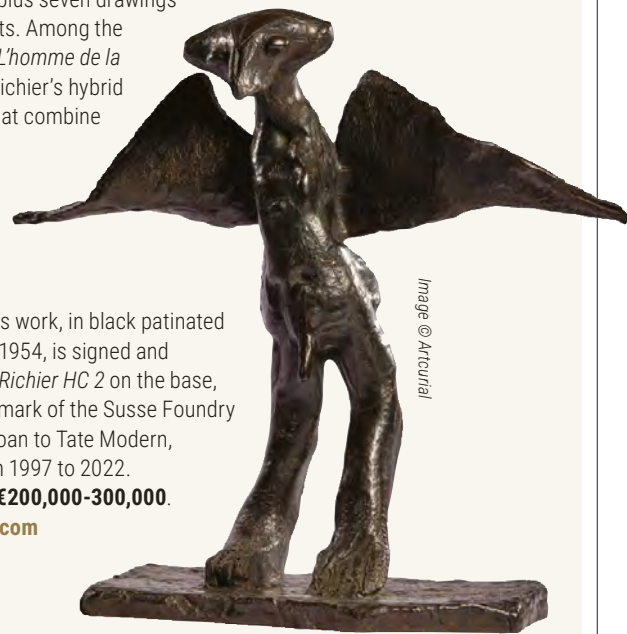 plus seven drawings
ts. Among the
L'homme de la
ichier's hybrid
at combine
s work, in black patinated
1954, is signed and
Richier HC 2 on the base,
mark of the Susse Foundry
oan to Tate Modern,
n 1997 to 2022.
€200,000-300,000.
com
Image © Artcurial